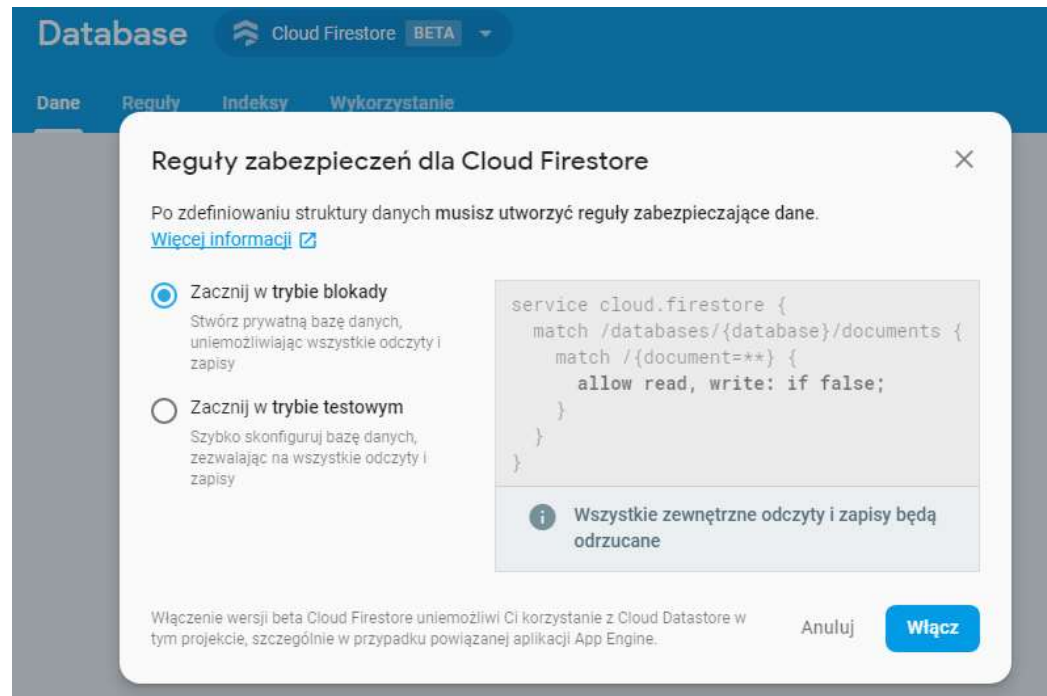 Database Cloud Firestore BETA
Dane Reguły Indeksy Wykorzystanie
Reguły zabezpieczeń dla Cloud Firestore
Po zdefiniowaniu struktury danych musisz utworzyć reguły zabezpieczające dane.
Więcej informacji
Zacznij w trybie blokady
Stwórz prywatną bazę danych,
uniemożliwiając wszystkie odczyty i
zapisy
Zacznij w trybie testowym
Szybko skonfiguruj bazę danych,
zezwalając na wszystkie odczyty i
zapisy
service cloud.firestore {
  match /databases/{database}/documents {
    match /{document=**} {
      allow read, write: if false;
    }
  }
}
Wszystkie zewnętrzne odczyty i zapisy będą
odrzucane
Włączenie wersji beta Cloud Firestore uniemożliwi Ci korzystanie z Cloud Datastore w
tym projekcie, szczególnie w przypadku powiązanej aplikacji App Engine.
Anuluj Włącz